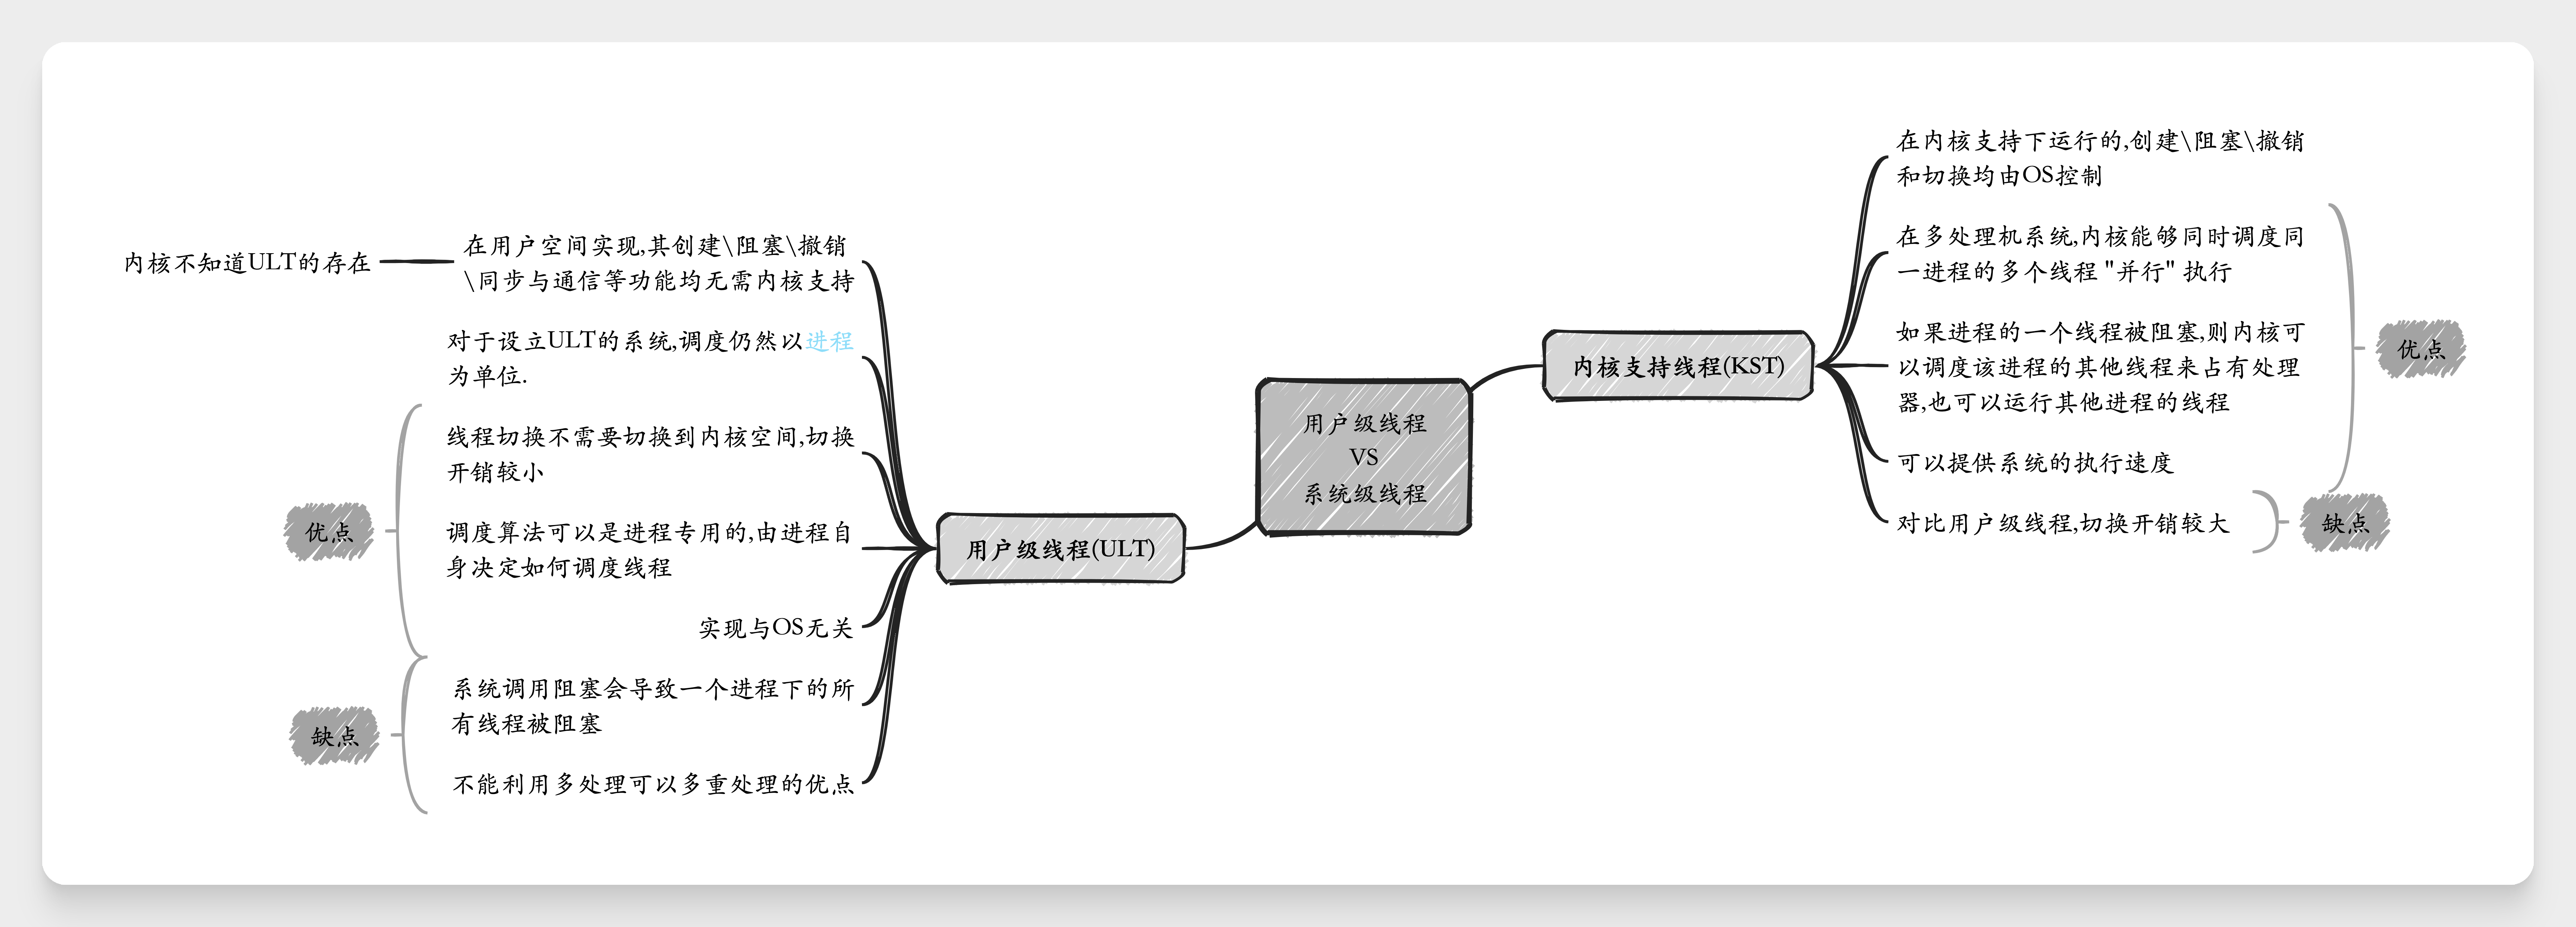 用户级线程
VS
系统级线程
用户级线程(ULT)
在用户空间实现,其创建\阻塞\撤销
\同步与通信等功能均无需内核支持
内核不知道ULT的存在
对于设立ULT的系统,调度仍然以进程
为单位.
线程切换不需要切换到内核空间,切换
开销较小
调度算法可以是进程专用的,由进程自
身决定如何调度线程
实现与OS无关
优点
系统调用阻塞会导致一个进程下的所
有线程被阻塞
不能利用多处理可以多重处理的优点
缺点
内核支持线程(KST)
在内核支持下运行的,创建\阻塞\撤销
和切换均由OS控制
在多处理机系统,内核能够同时调度同
一进程的多个线程 "并行" 执行
如果进程的一个线程被阻塞,则内核可
以调度该进程的其他线程来占有处理
器,也可以运行其他进程的线程
可以提供系统的执行速度
优点
对比用户级线程,切换开销较大
缺点